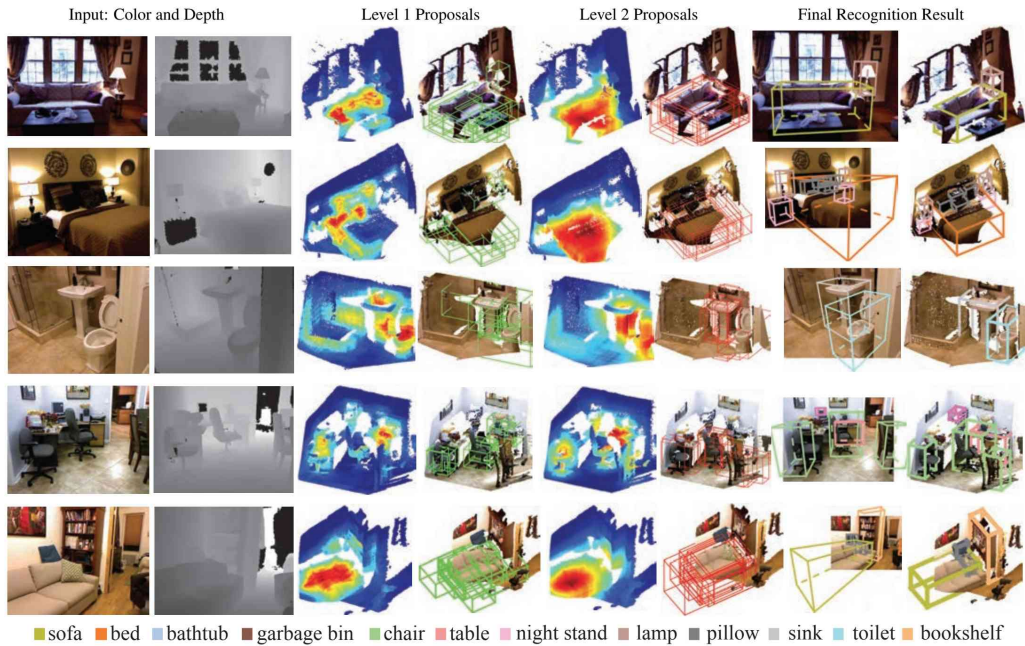 Input: Color and Depth Level 1 Proposals Level 2 Proposals Final Recognition Result
sofa bed bathtub garbage bin chair table night stand lamp pillow sink toilet bookshelf